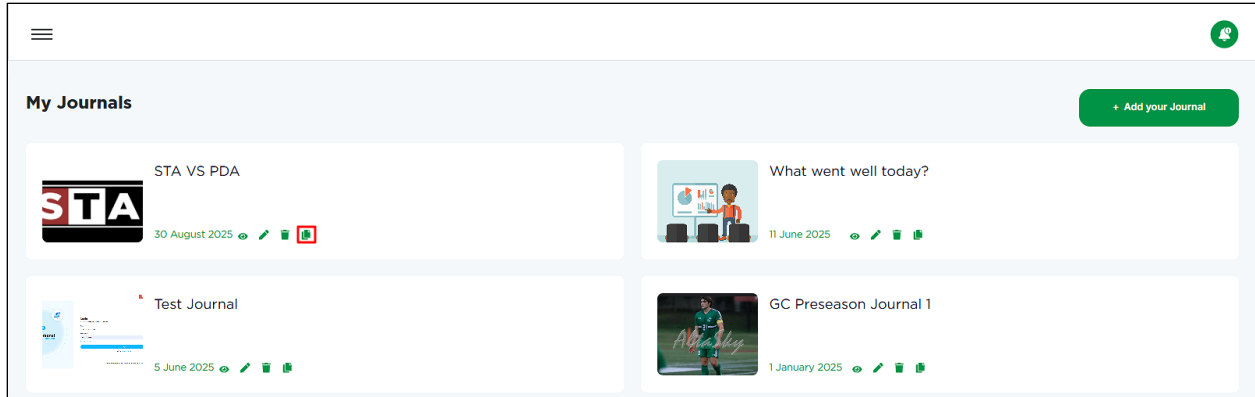 My Journals
+ Add your Journal
STA VS PDA
STA
30 August 2025
What went well today?
11 June 2025
Test Journal
5 June 2025
GC Preseason Journal 1
1 January 2025